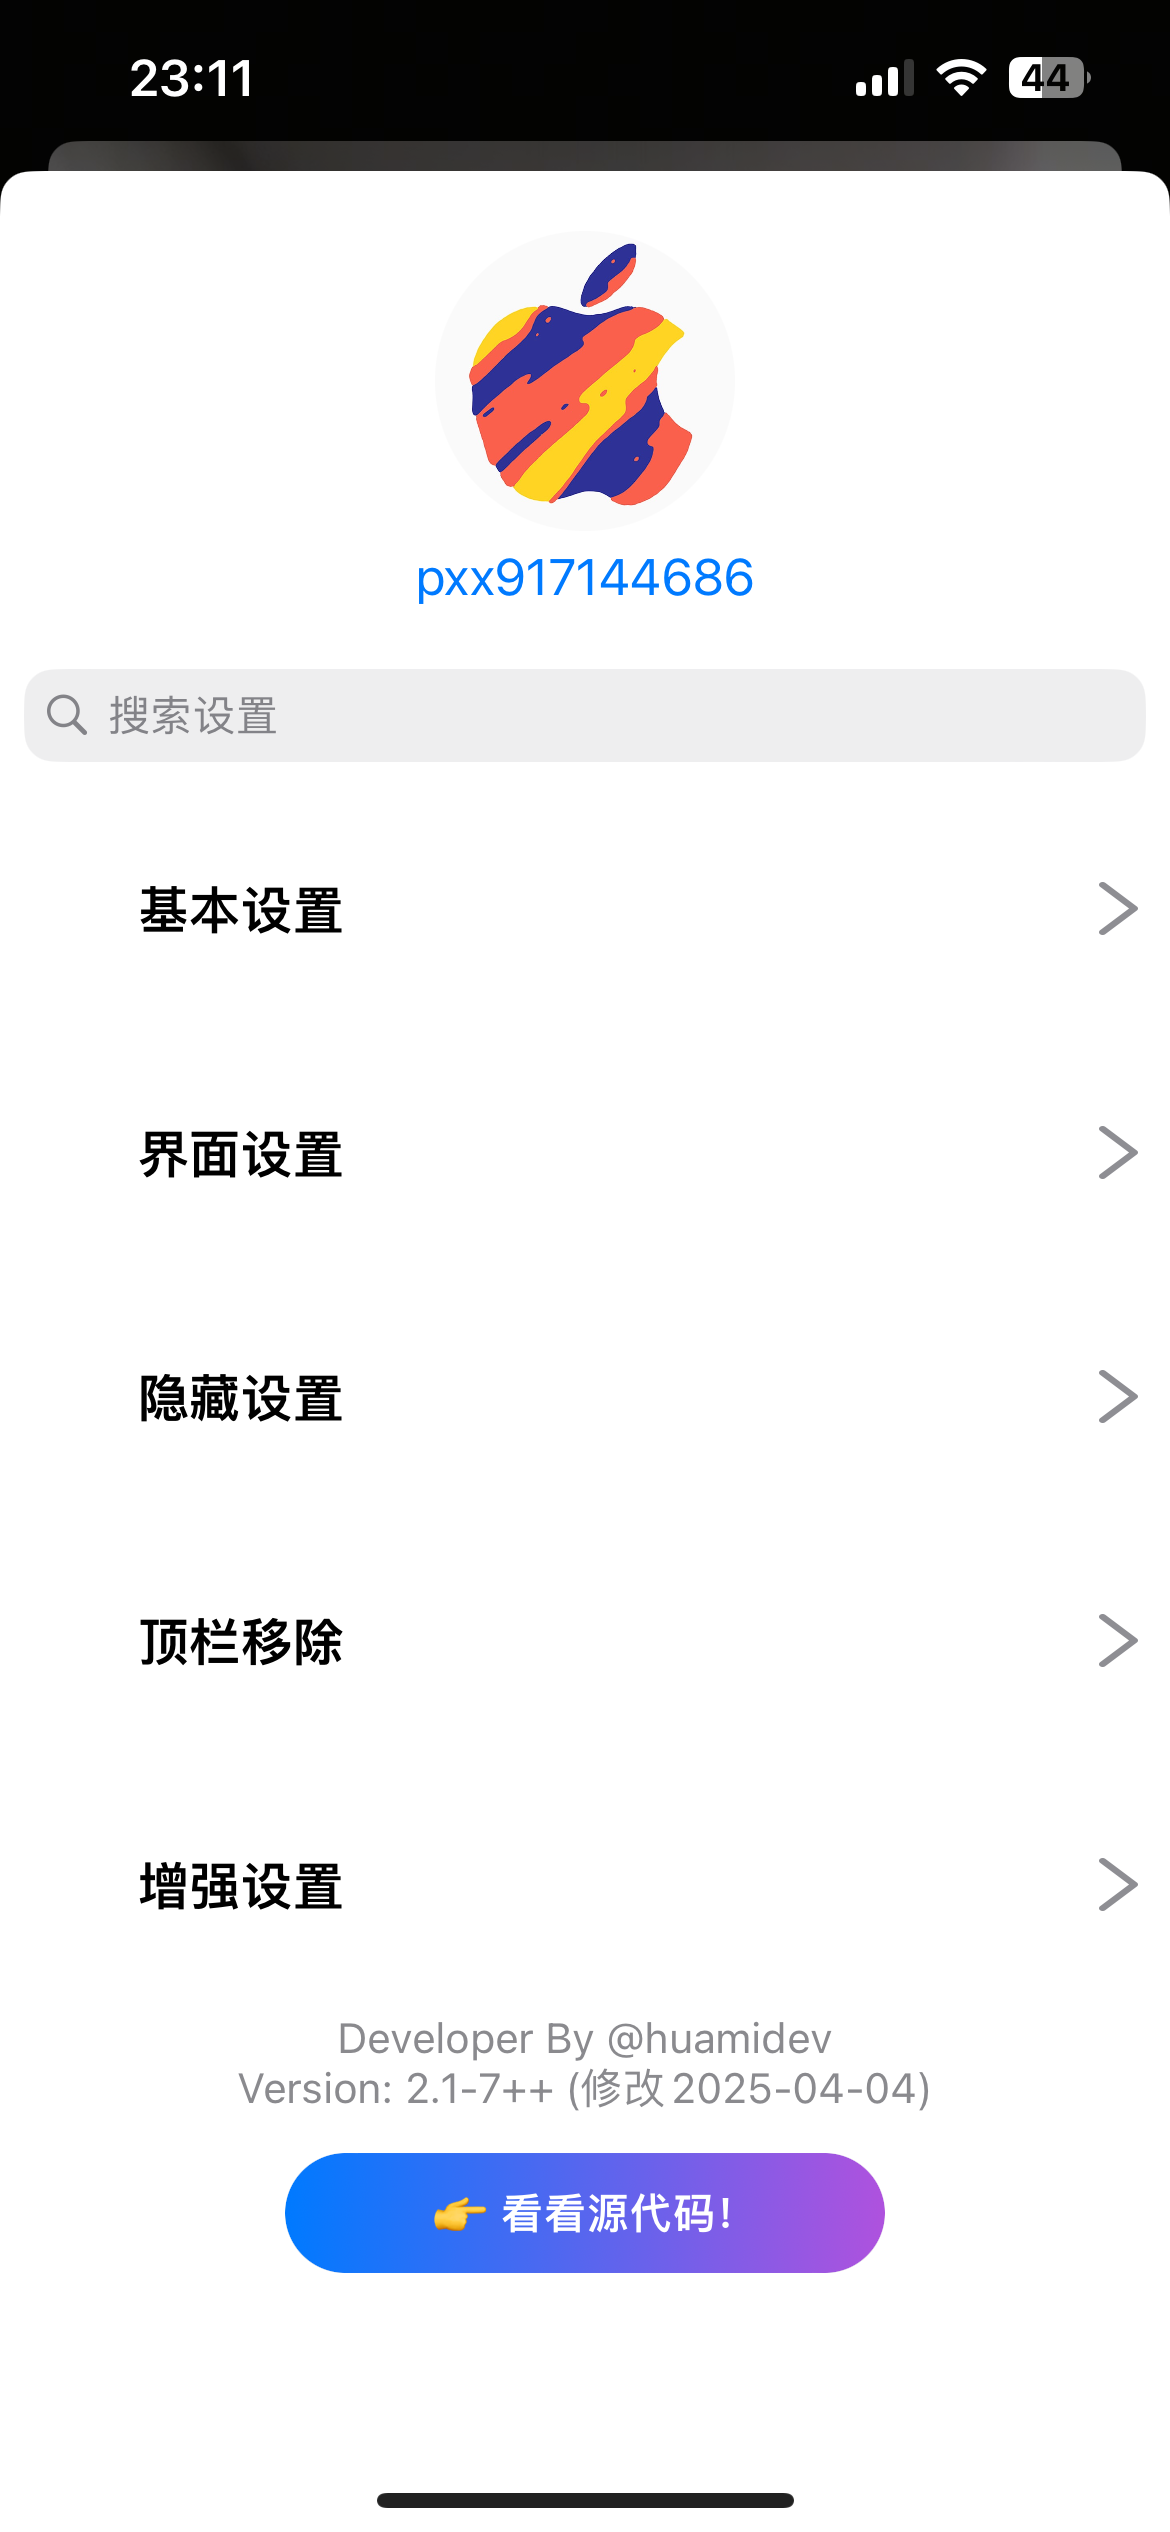 23:11
44
pxx917144686
搜索设置
基本设置
界面设置
隐藏设置
顶栏移除
增强设置
Developer By @huamidev
Version: 2.1-7++ (修改 2025-04-04)
👉 看看源代码！